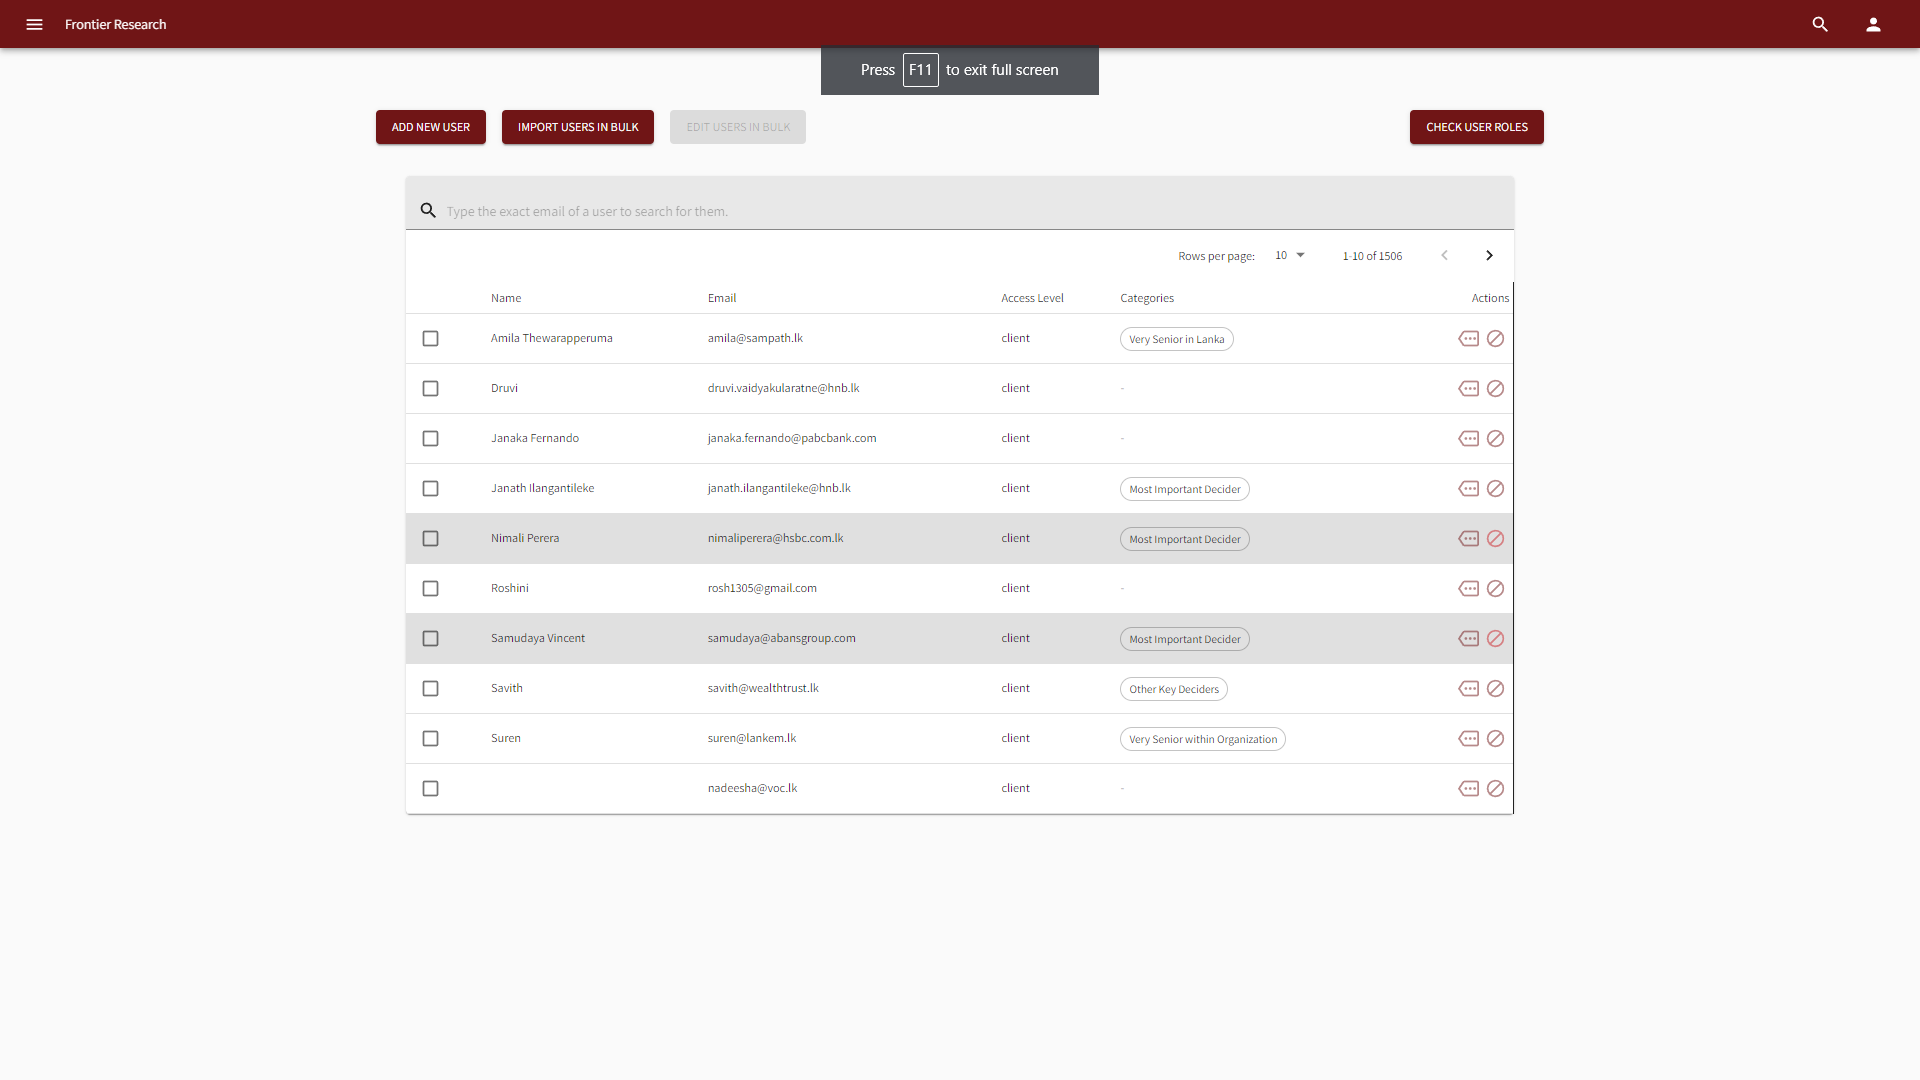 Frontier Research
Press F11 to exit full screen
ADD NEW USER IMPORT USERS IN BULK EDIT USERS IN BULK CHECK USER ROLES
Type the exact email of a user to search for them.
Rows per page: 10 1-10 of 1506
Name Email Access Level Categories Actions
Amila Thewarapperuma amila@sampath.lk client Very Senior in Lanka
Druvi druvi.vaidyakularatne@hnb.lk client -
Janaka Fernando janaka.fernando@pabcbank.com client -
Janath Ilangantileke janath.ilangantileke@hnb.lk client Most Important Decider
Nimali Perera nimaliperera@hsbc.com.lk client Most Important Decider
Roshini rosh1305@gmail.com client -
Samudaya Vincent samudaya@abansgroup.com client Most Important Decider
Savith savith@wealthtrust.lk client Other Key Deciders
Suren suren@lankem.lk client Very Senior within Organization
nadeesha@voc.lk client -